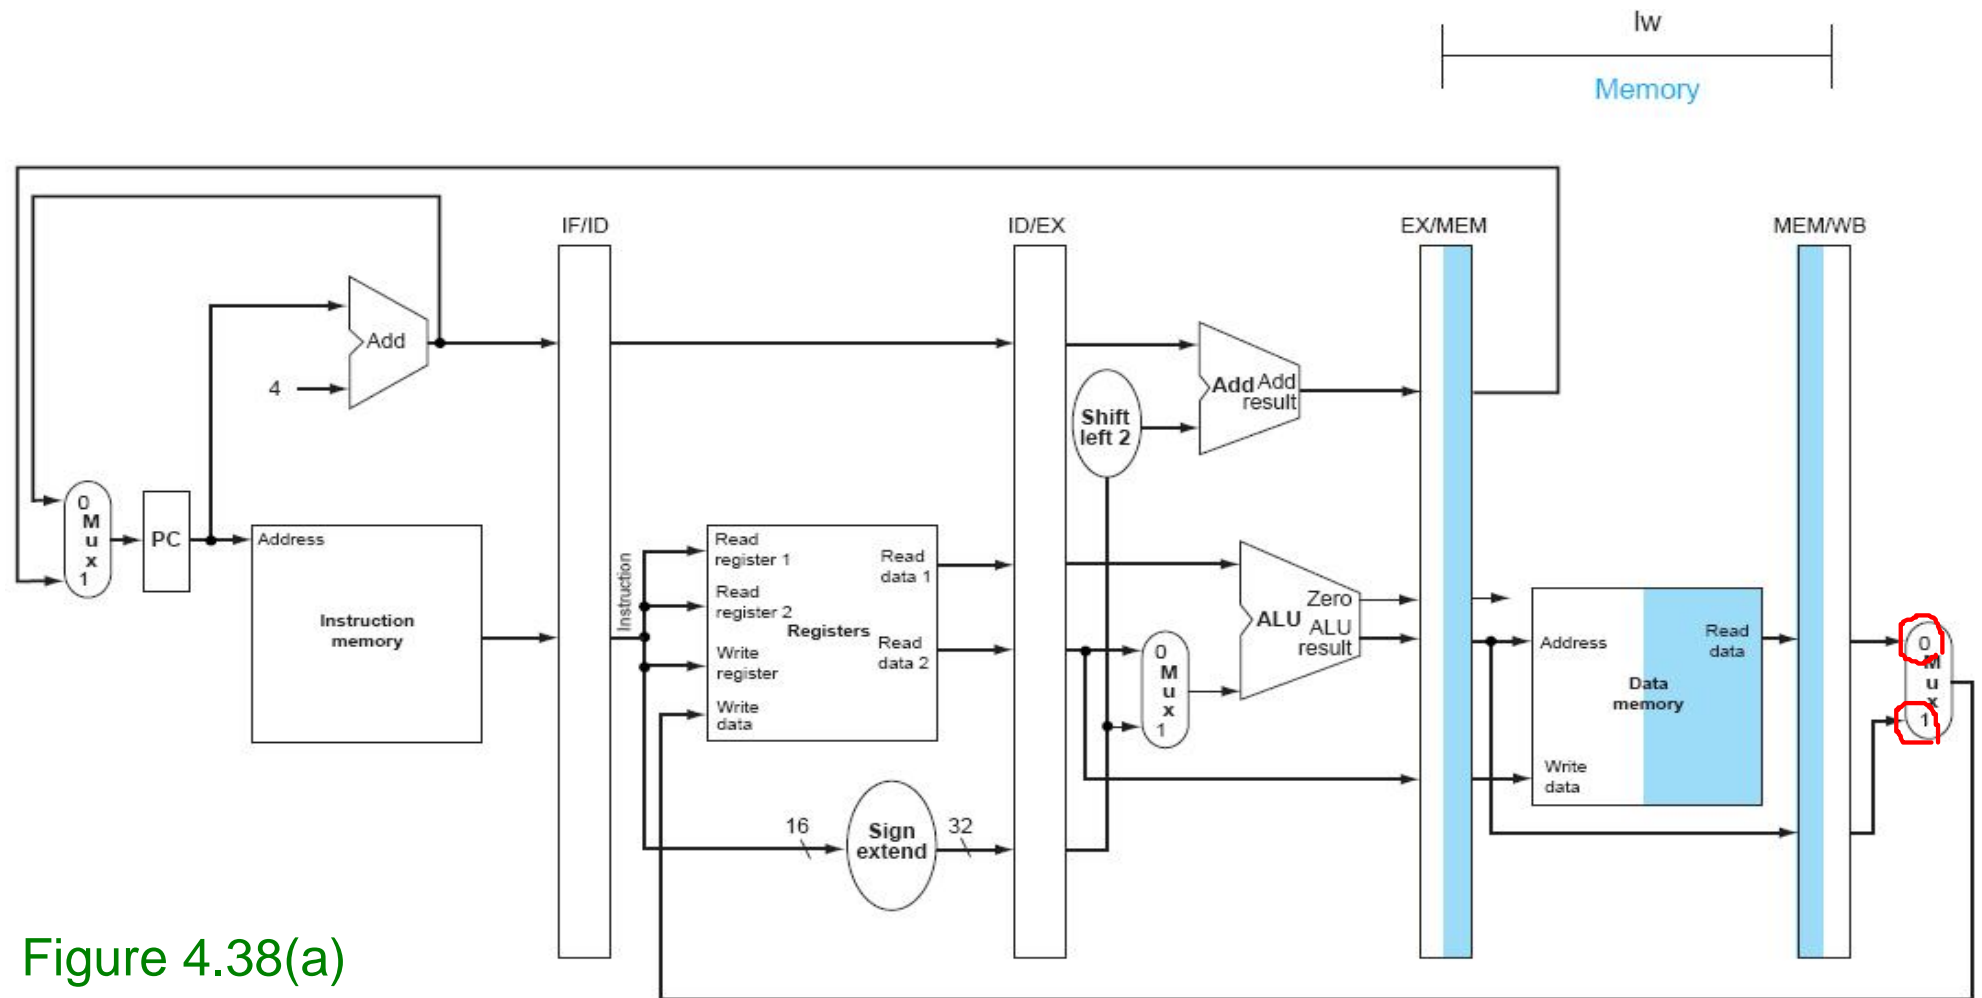 lw
Memory
IF/ID
ID/EX
EX/MEM
MEM/WB
Add
4
Add Add
result
Shift
left 2
0
M
u
x
1
PC
Address
Instruction
memory
Instruction
Read
register 1
Read
register 2
Registers
Write
register
Write
data
Read
data 1
Read
data 2
0
M
u
x
1
Zero
ALU
ALU
result
Address
Read
data
Data
memory
Write
data
0
M
u
x
1
16
Sign
extend
32
Figure 4.38(a)